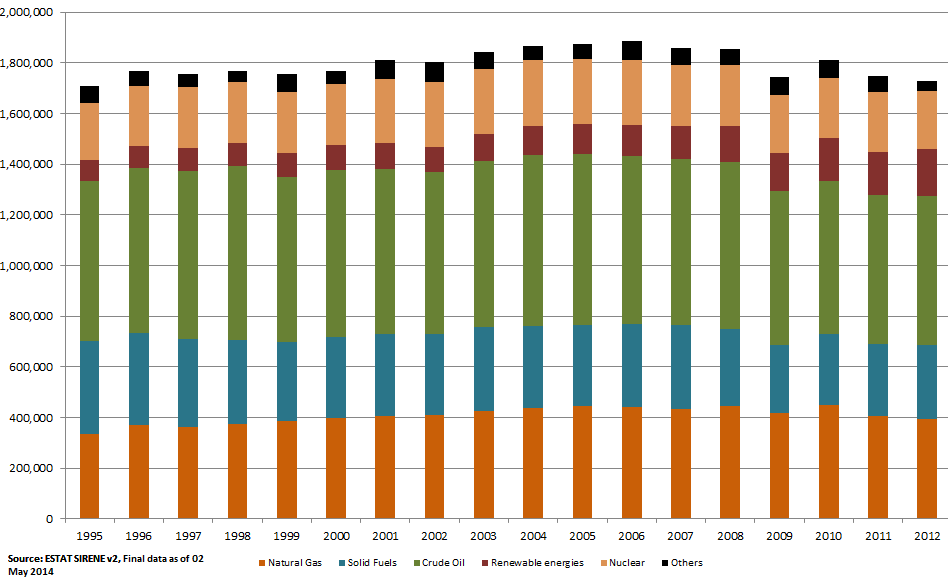 2,000,000
1,800,000
1,600,000
1,400,000
1,200,000
1,000,000
800,000
600,000
400,000
200,000
0
1995 1996 1997 1998 1999 2000 2001 2002 2003 2004 2005 2006 2007 2008 2009 2010 2011 2012
Source: ESTAT SIRENE v2, Final data as of 02
May 2014
Natural Gas Solid Fuels Crude Oil Renewable energies Nuclear Others